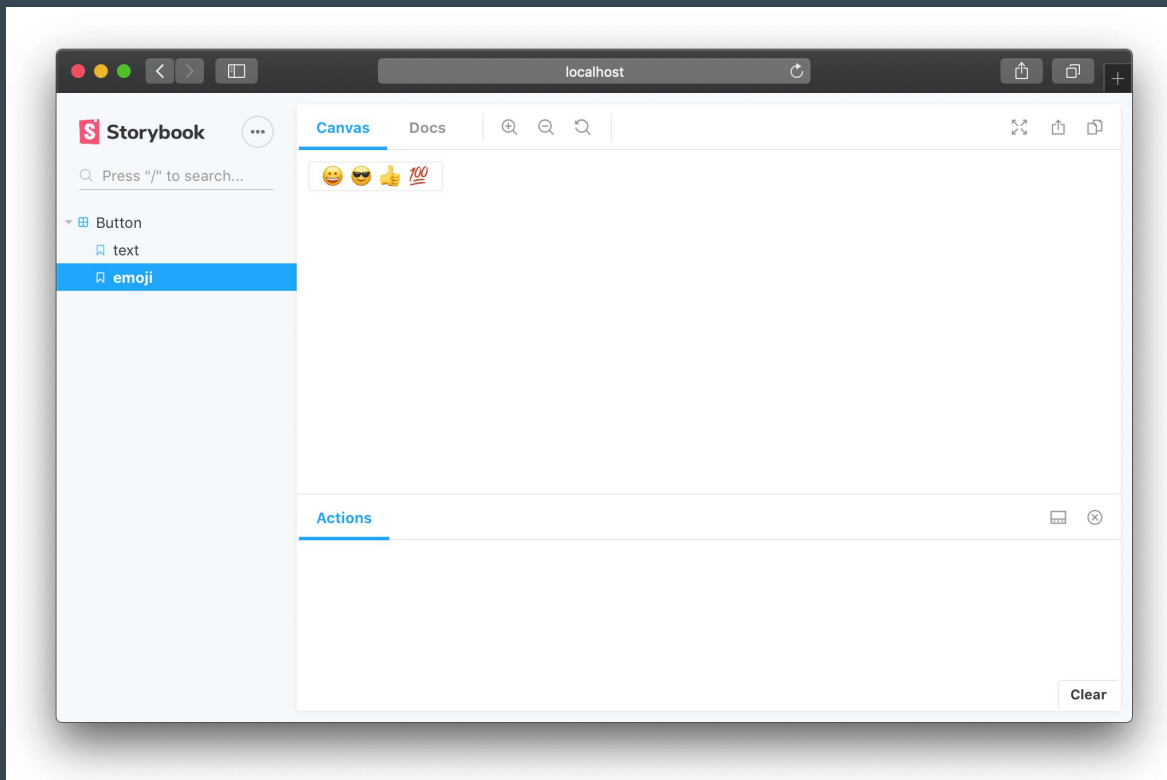 localhost
Storybook
Canvas
Docs
Press "/" to search...
😀 😎 👍 💯
Button
text
emoji
Actions
Clear